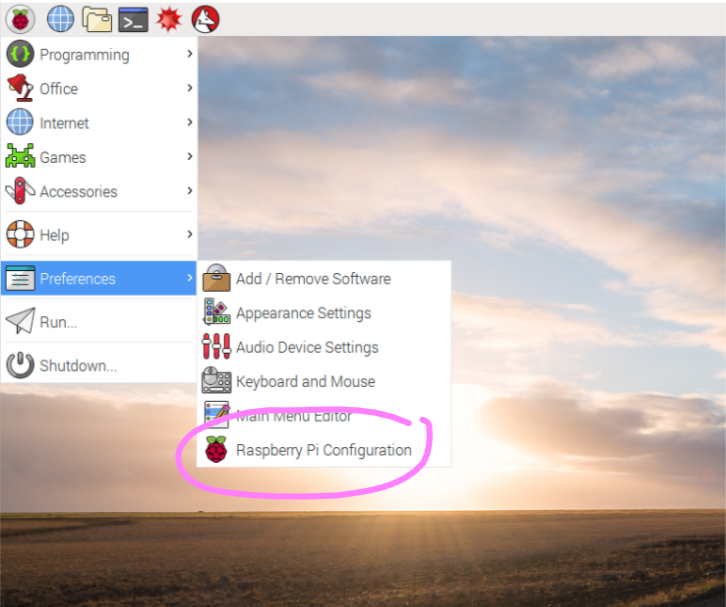 Programming
Office
Internet
Games
Accessories
Help
Preferences
Run...
Shutdown...
Add / Remove Software
Appearance Settings
Audio Device Settings
Keyboard and Mouse
Main Menu Editor
Raspberry Pi Configuration